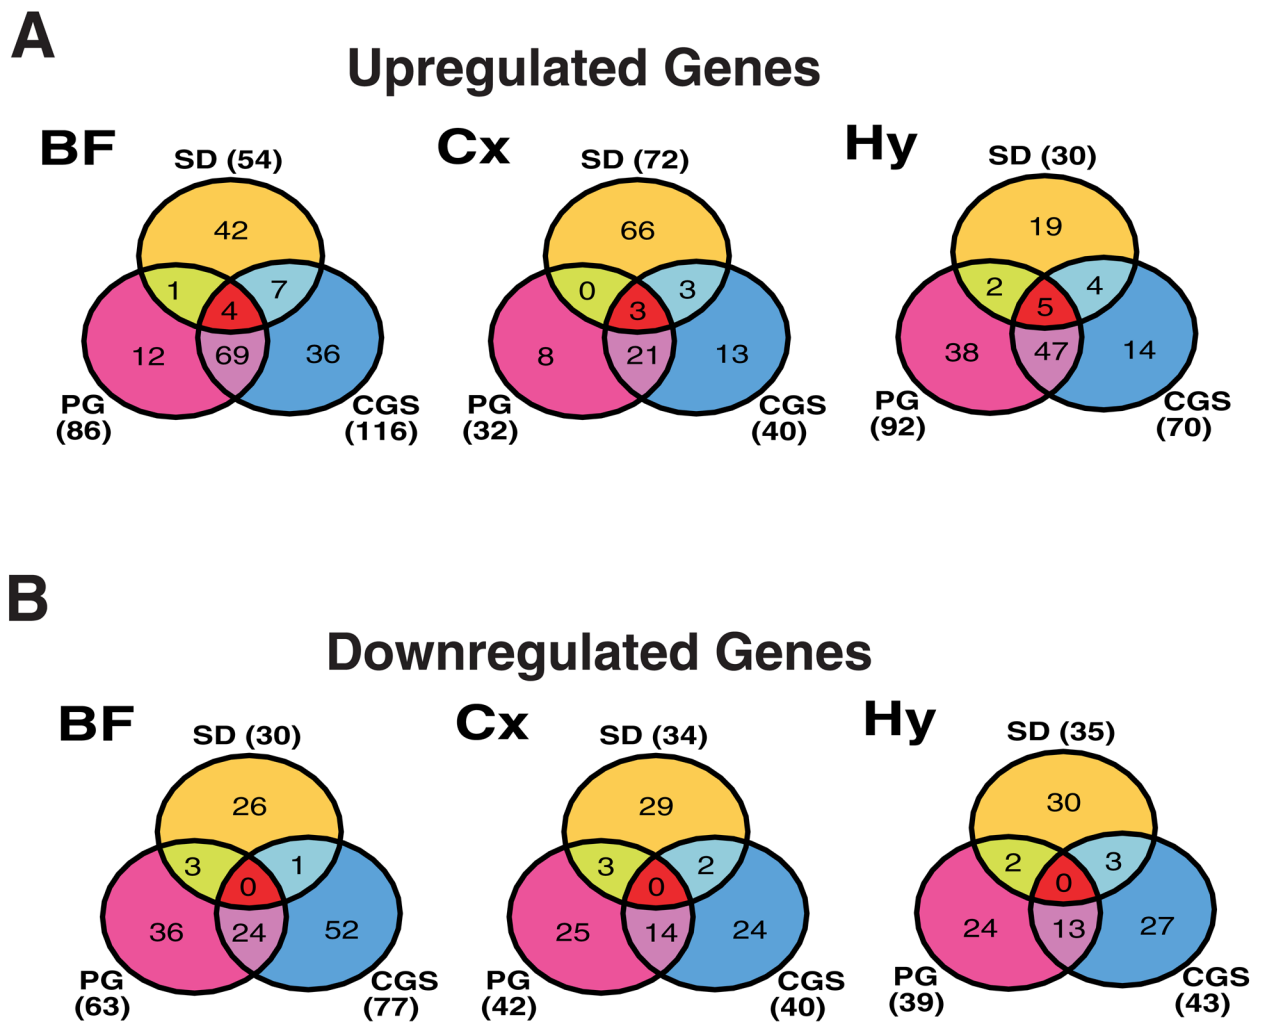 A
Upregulated Genes
BF
SD (54)
42
1
7
4
12
69
36
PG
(86)
CGS
(116)
Cx
SD (72)
66
0
3
3
8
21
13
PG
(32)
CGS
(40)
Hy
SD (30)
19
2
4
5
38
47
14
PG
(92)
CGS
(70)
B
Downregulated Genes
BF
SD (30)
26
3
1
0
36
24
52
PG
(63)
CGS
(77)
Cx
SD (34)
29
3
2
0
25
14
24
PG
(42)
CGS
(40)
Hy
SD (35)
30
2
3
0
24
13
27
PG
(39)
CGS
(43)